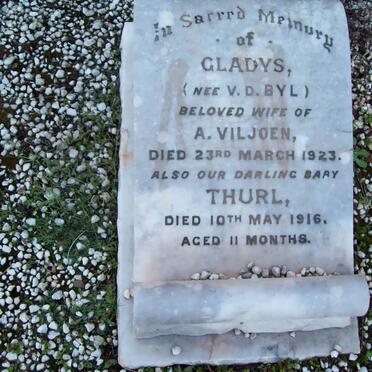 In Sacred Memory
of
GLADYS,
(NEE V.D. BYL)
BELOVED WIFE OF
A. VILJOEN,
DIED 23RD MARCH 1923.
ALSO OUR DARLING BABY
THURL,
DIED 10TH MAY 1916.
AGED 11 MONTHS.